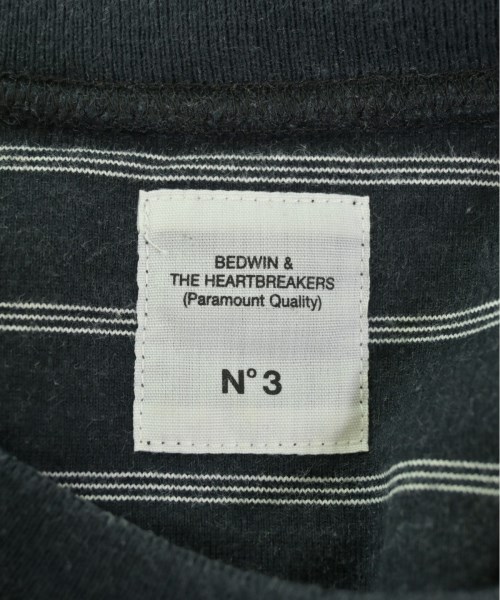 BEDWIN &
THE HEARTBREAKERS
(Paramount Quality)
N° 3